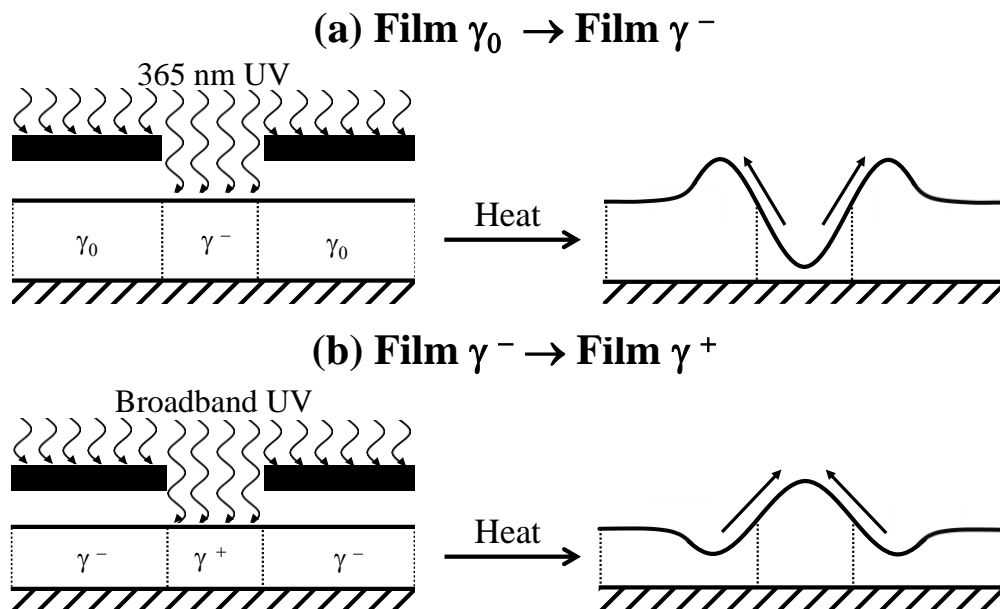 (a) Film γ₀ → Film γ⁻
365 nm UV
γ₀ γ⁻ γ₀
Heat
(b) Film γ⁻ → Film γ⁺
Broadband UV
γ⁻ γ⁺ γ⁻
Heat